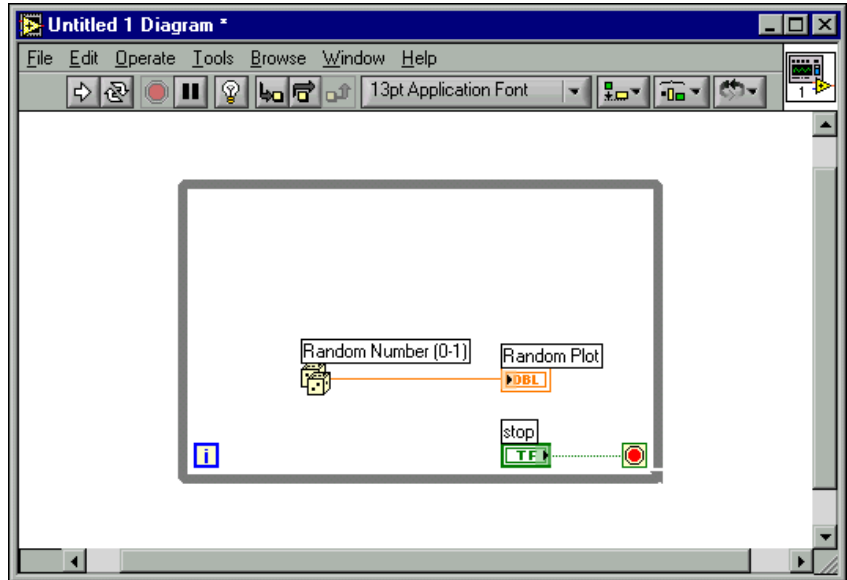 Untitled 1 Diagram *
File Edit Operate Tools Browse Window Help
13pt Application Font
1
Random Number (0-1)
Random Plot
DBL
stop
i
TF